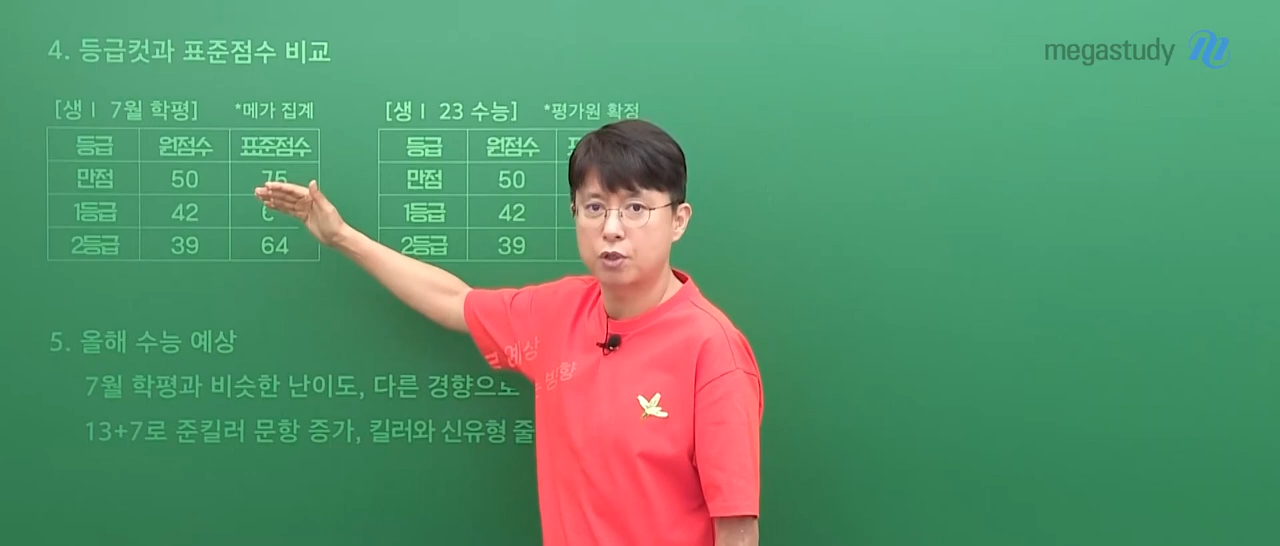 4. 등급컷과 표준점수 비교
megastudy
[생Ⅰ 7월 학평] *메가 집계
등급 원점수 표준점수
만점 50 75
1등급 42
2등급 39 64
[생Ⅰ 23 수능] *평가원 확정
등급 원점수
만점 50
1등급 42
2등급 39
5. 올해 수능 예상
7월 학평과 비슷한 난이도, 다른 경향으로
13+7로 준킬러 문항 증가, 킬러와 신유형 줄